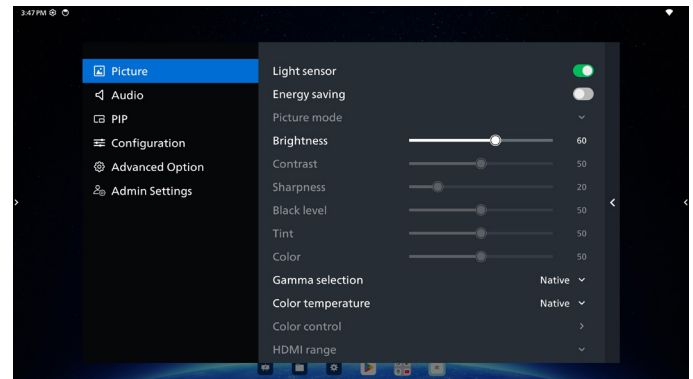 3:47 PM
Picture
Audio
PIP
Configuration
Advanced Option
Admin Settings
Light sensor
Energy saving
Picture mode
Brightness 60
Contrast 50
Sharpness 20
Black level 50
Tint 50
Color 50
Gamma selection Native
Color temperature Native
Color control
HDMI range